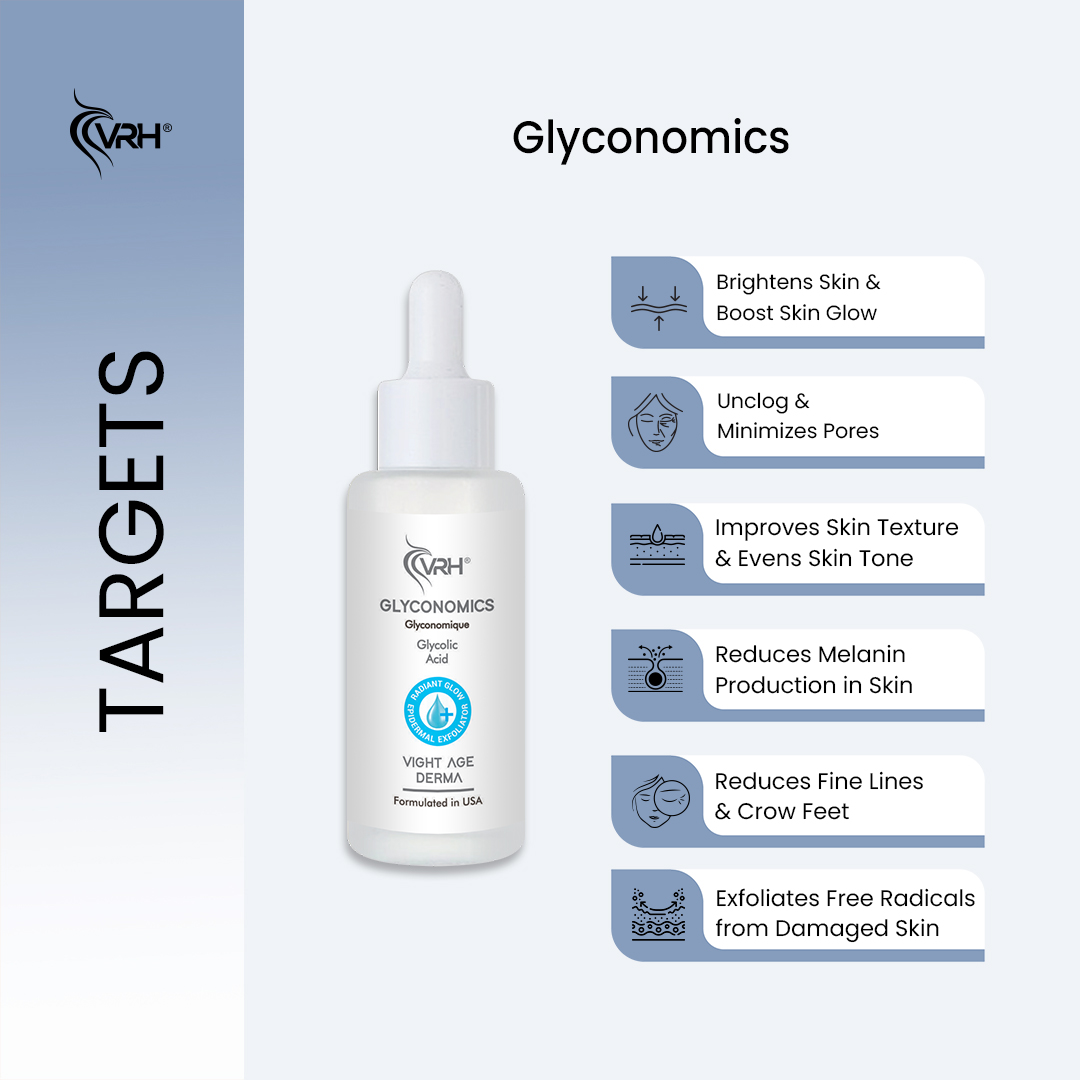 VRH®
TARGETS
Glyconomics
VRH®
GLYCONOMICS
Glyconomique
Glycolic
Acid
RADIANT GLOW
EPIDERMAL EXFOLIATOR
VIGHT AGE
DERMA
Formulated in USA
Brightens Skin &
Boost Skin Glow
Unclog &
Minimizes Pores
Improves Skin Texture
& Evens Skin Tone
Reduces Melanin
Production in Skin
Reduces Fine Lines
& Crow Feet
Exfoliates Free Radicals
from Damaged Skin